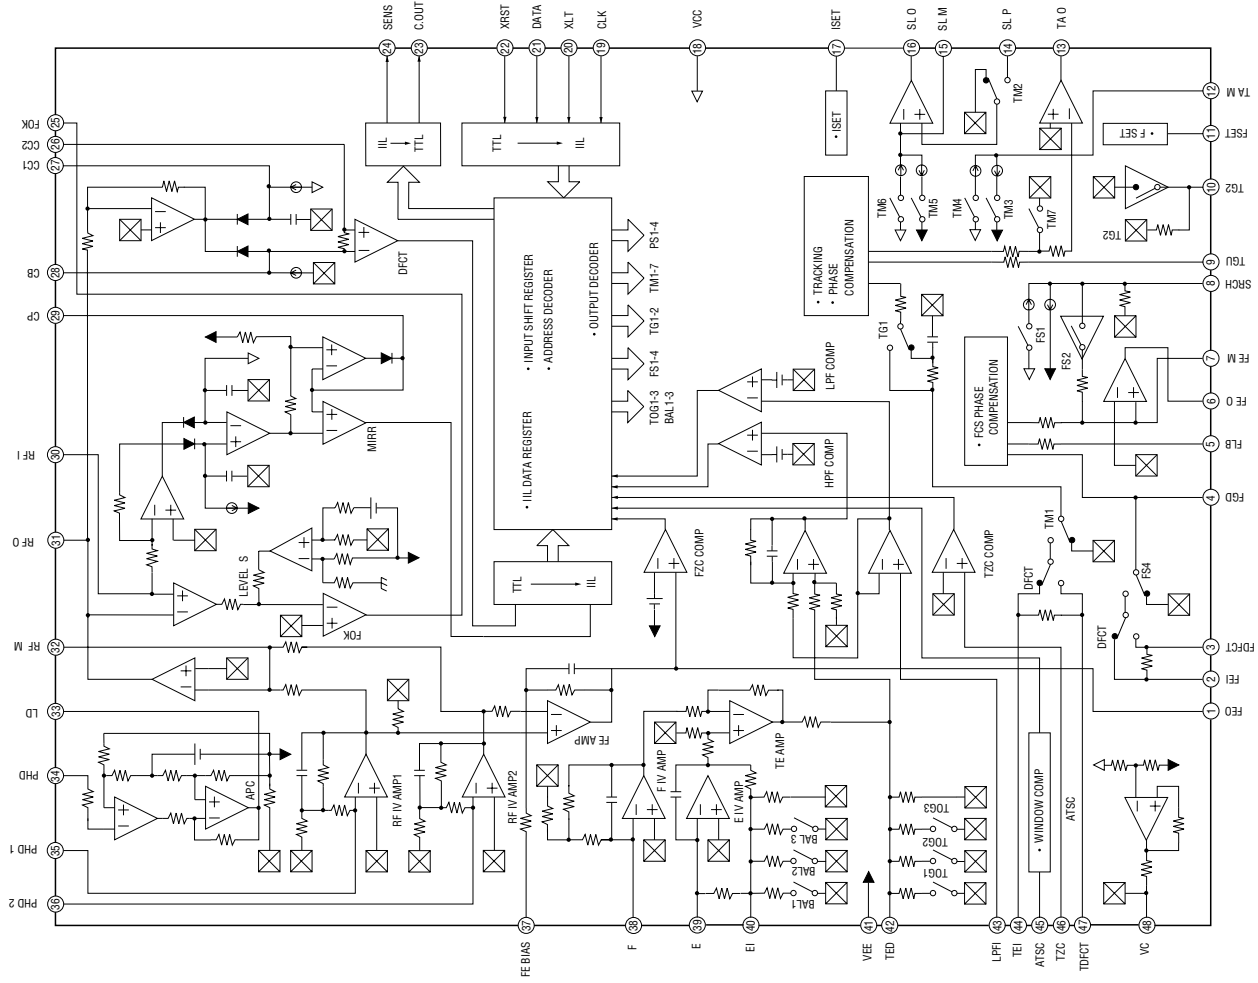 SENS
C.OUT
XRST
DATA
XLT
CLK
VCC
ISET
SL O
SL M
SL P
TA O
24
23
22
21
20
19
18
17
16
15
14
13
FOK
25
CC2
26
CC1
27
CB
28
CP
29
RF I
30
RF O
31
RF M
32
LD
33
PHD
34
PHD 1
35
PHD 2
36
12
TA M
11
FSET
10
TG2
9
TGU
8
SRCH
7
FE M
6
FE O
5
FLB
4
FGD
3
FDFCT
2
FEI
1
FEO
IIL
TTL
TTL
IIL
• ISET
• F SET
TM2
TM6
TM5
TM4
TM3
TM7
TG2
DFCT
• IIL DATA REGISTER
• INPUT SHIFT REGISTER
• ADDRESS DECODER
• OUTPUT DECODER
PS1-4
TM1-7
TG1-2
FS1-4
TOG1-3
BAL1-3
• TRACKING
• PHASE
COMPENSATION
TG1
FS1
FS2
• FCS PHASE
COMPENSATION
LPF COMP
HPF COMP
MIRR
LEVEL S
FOK
TTL
IIL
FZC COMP
TZC COMP
TM1
DFCT
FS4
DFCT
APC
RF IV AMP1
RF IV AMP2
FE AMP
F IV AMP
E IV AMP
TE AMP
BAL1
BAL2
BAL 3
TOG1
TOG2
TOG3
• WINDOW COMP
ATSC
37
38
39
40
41
42
43
44
45
46
47
48
FE BIAS
F
E
EI
VEE
TEO
LPFI
TEI
ATSC
TZC
TDFCT
VC